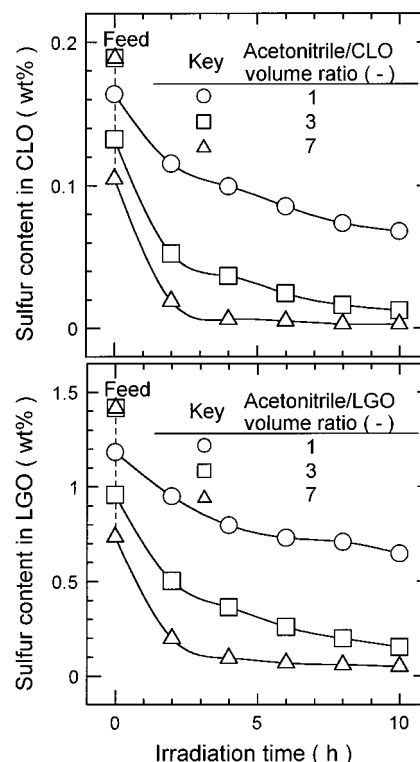 Feed
Key Acetonitrile/CLO
volume ratio ( - )
1
3
7
0.2
0.1
0
Sulfur content in CLO ( wt% )
Feed
Key Acetonitrile/LGO
volume ratio ( - )
1
3
7
1.5
1
0.5
0
Sulfur content in LGO ( wt% )
0 5 10
Irradiation time ( h )